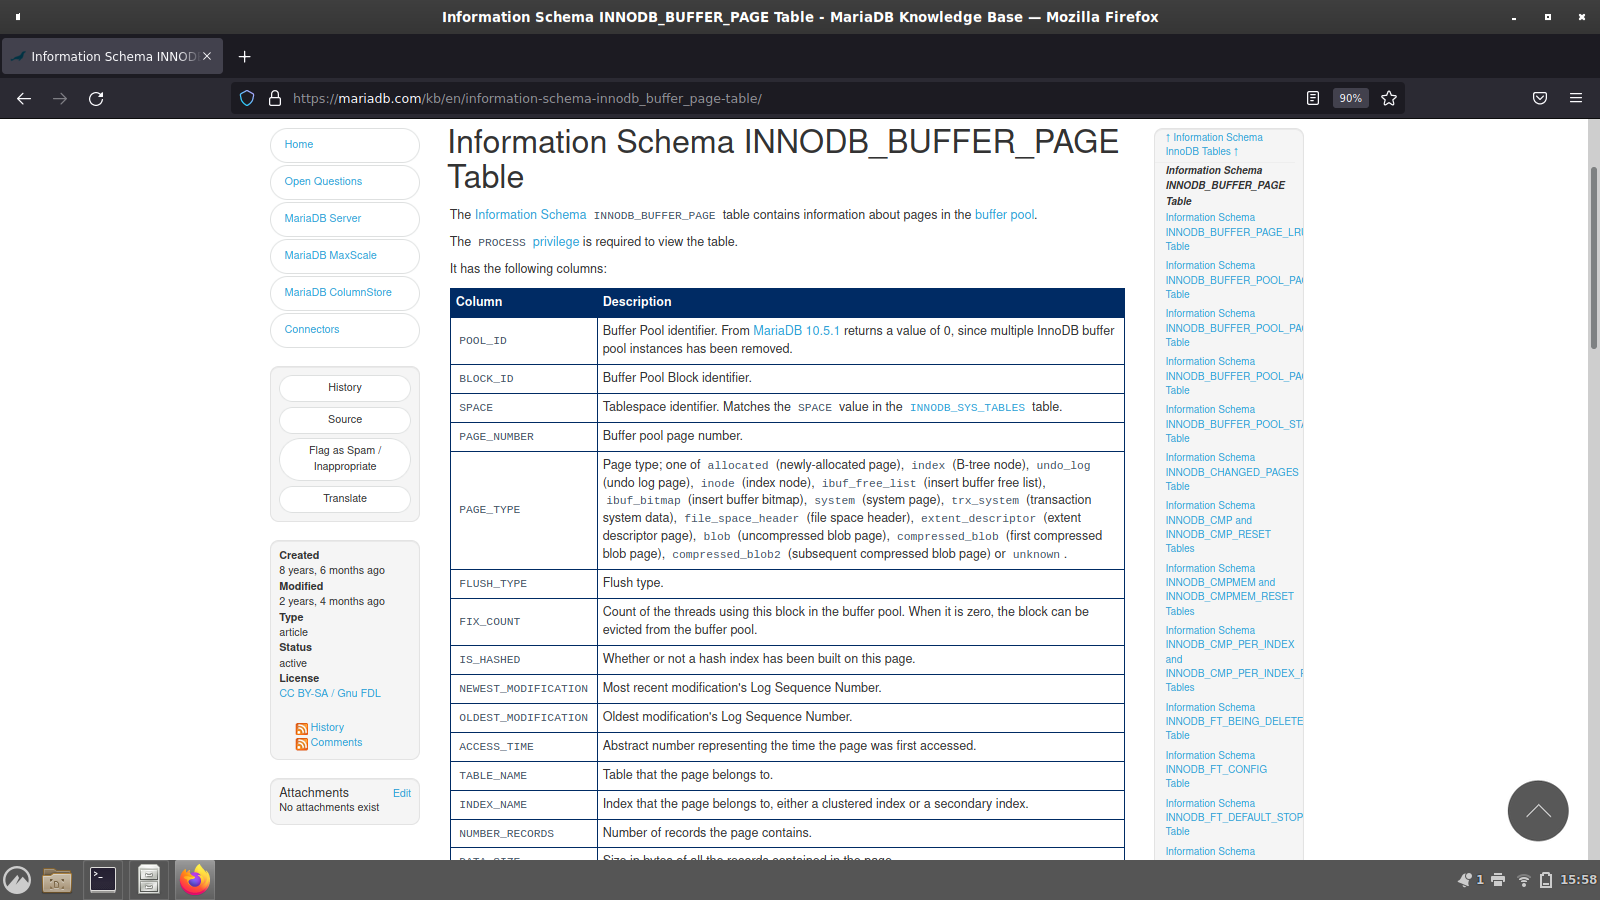 Information Schema INNODB_BUFFER_PAGE Table - MariaDB Knowledge Base — Mozilla Firefox
Information Schema INNOD
https://mariadb.com/kb/en/information-schema-innodb_buffer_page-table/
90%
Home
Open Questions
MariaDB Server
MariaDB MaxScale
MariaDB ColumnStore
Connectors
History
Source
Flag as Spam /
Inappropriate
Translate
Created
8 years, 6 months ago
Modified
2 years, 4 months ago
Type
article
Status
active
License
CC BY-SA / Gnu FDL
History
Comments
Attachments Edit
No attachments exist
Information Schema INNODB_BUFFER_PAGE
Table
The Information Schema INNODB_BUFFER_PAGE table contains information about pages in the buffer pool.
The PROCESS privilege is required to view the table.
It has the following columns:
Column Description
POOL_ID Buffer Pool identifier. From MariaDB 10.5.1 returns a value of 0, since multiple InnoDB buffer
pool instances has been removed.
BLOCK_ID Buffer Pool Block identifier.
SPACE Tablespace identifier. Matches the SPACE value in the INNODB_SYS_TABLES table.
PAGE_NUMBER Buffer pool page number.
PAGE_TYPE Page type; one of allocated (newly-allocated page), index (B-tree node), undo_log
(undo log page), inode (index node), ibuf_free_list (insert buffer free list),
ibuf_bitmap (insert buffer bitmap), system (system page), trx_system (transaction
system data), file_space_header (file space header), extent_descriptor (extent
descriptor page), blob (uncompressed blob page), compressed_blob (first compressed
blob page), compressed_blob2 (subsequent compressed blob page) or unknown .
FLUSH_TYPE Flush type.
FIX_COUNT Count of the threads using this block in the buffer pool. When it is zero, the block can be
evicted from the buffer pool.
IS_HASHED Whether or not a hash index has been built on this page.
NEWEST_MODIFICATION Most recent modification's Log Sequence Number.
OLDEST_MODIFICATION Oldest modification's Log Sequence Number.
ACCESS_TIME Abstract number representing the time the page was first accessed.
TABLE_NAME Table that the page belongs to.
INDEX_NAME Index that the page belongs to, either a clustered index or a secondary index.
NUMBER_RECORDS Number of records the page contains.
DATA_SIZE Size in bytes of all the records contained in the page.
↑ Information Schema
InnoDB Tables ↑
Information Schema
INNODB_BUFFER_PAGE
Table
Information Schema
INNODB_BUFFER_PAGE_LR
Table
Information Schema
INNODB_BUFFER_POOL_PA
Table
Information Schema
INNODB_BUFFER_POOL_PA
Table
Information Schema
INNODB_BUFFER_POOL_PA
Table
Information Schema
INNODB_BUFFER_POOL_STA
Table
Information Schema
INNODB_CHANGED_PAGES
Table
Information Schema
INNODB_CMP and
INNODB_CMP_RESET
Tables
Information Schema
INNODB_CMPMEM and
INNODB_CMPMEM_RESET
Tables
Information Schema
INNODB_CMP_PER_INDEX
and
INNODB_CMP_PER_INDEX_R
Tables
Information Schema
INNODB_FT_BEING_DELETE
Table
Information Schema
INNODB_FT_CONFIG
Table
Information Schema
INNODB_FT_DEFAULT_STOP
Table
Information Schema
1
15:58